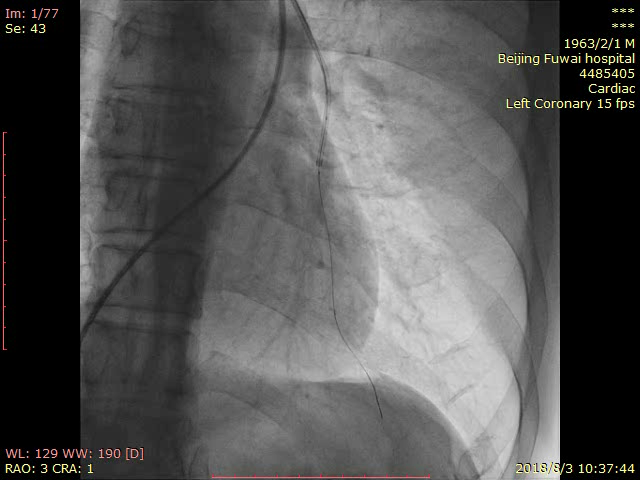 Im: 1/77
Se: 43
***
***
1963/2/1 M
Beijing Fuwai hospital
4485405
Cardiac
Left Coronary 15 fps
WL: 129 WW: 190 [D]
RAO: 3 CRA: 1
2018/8/3 10:37:44